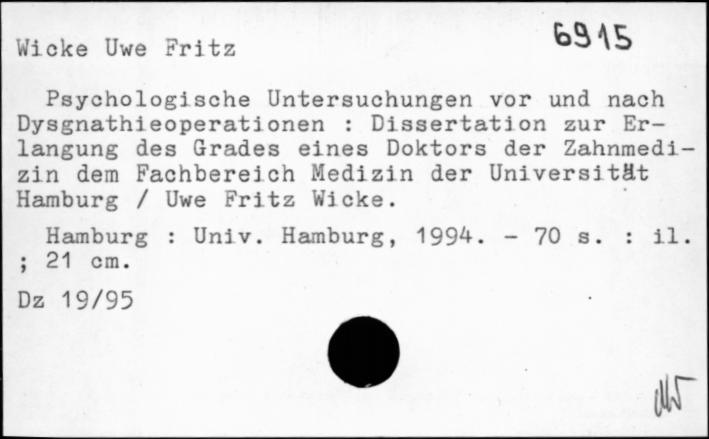 6915
Wicke Uwe Fritz
Psychologische Untersuchungen vor und nach
Dysgnathieoperationen : Dissertation zur Er-
langung des Grades eines Doktors der Zahnmedi-
zin dem Fachbereich Medizin der Universität
Hamburg / Uwe Fritz Wicke.
Hamburg : Univ. Hamburg, 1994. - 70 s. : il.
; 21 cm.
Dz 19/95